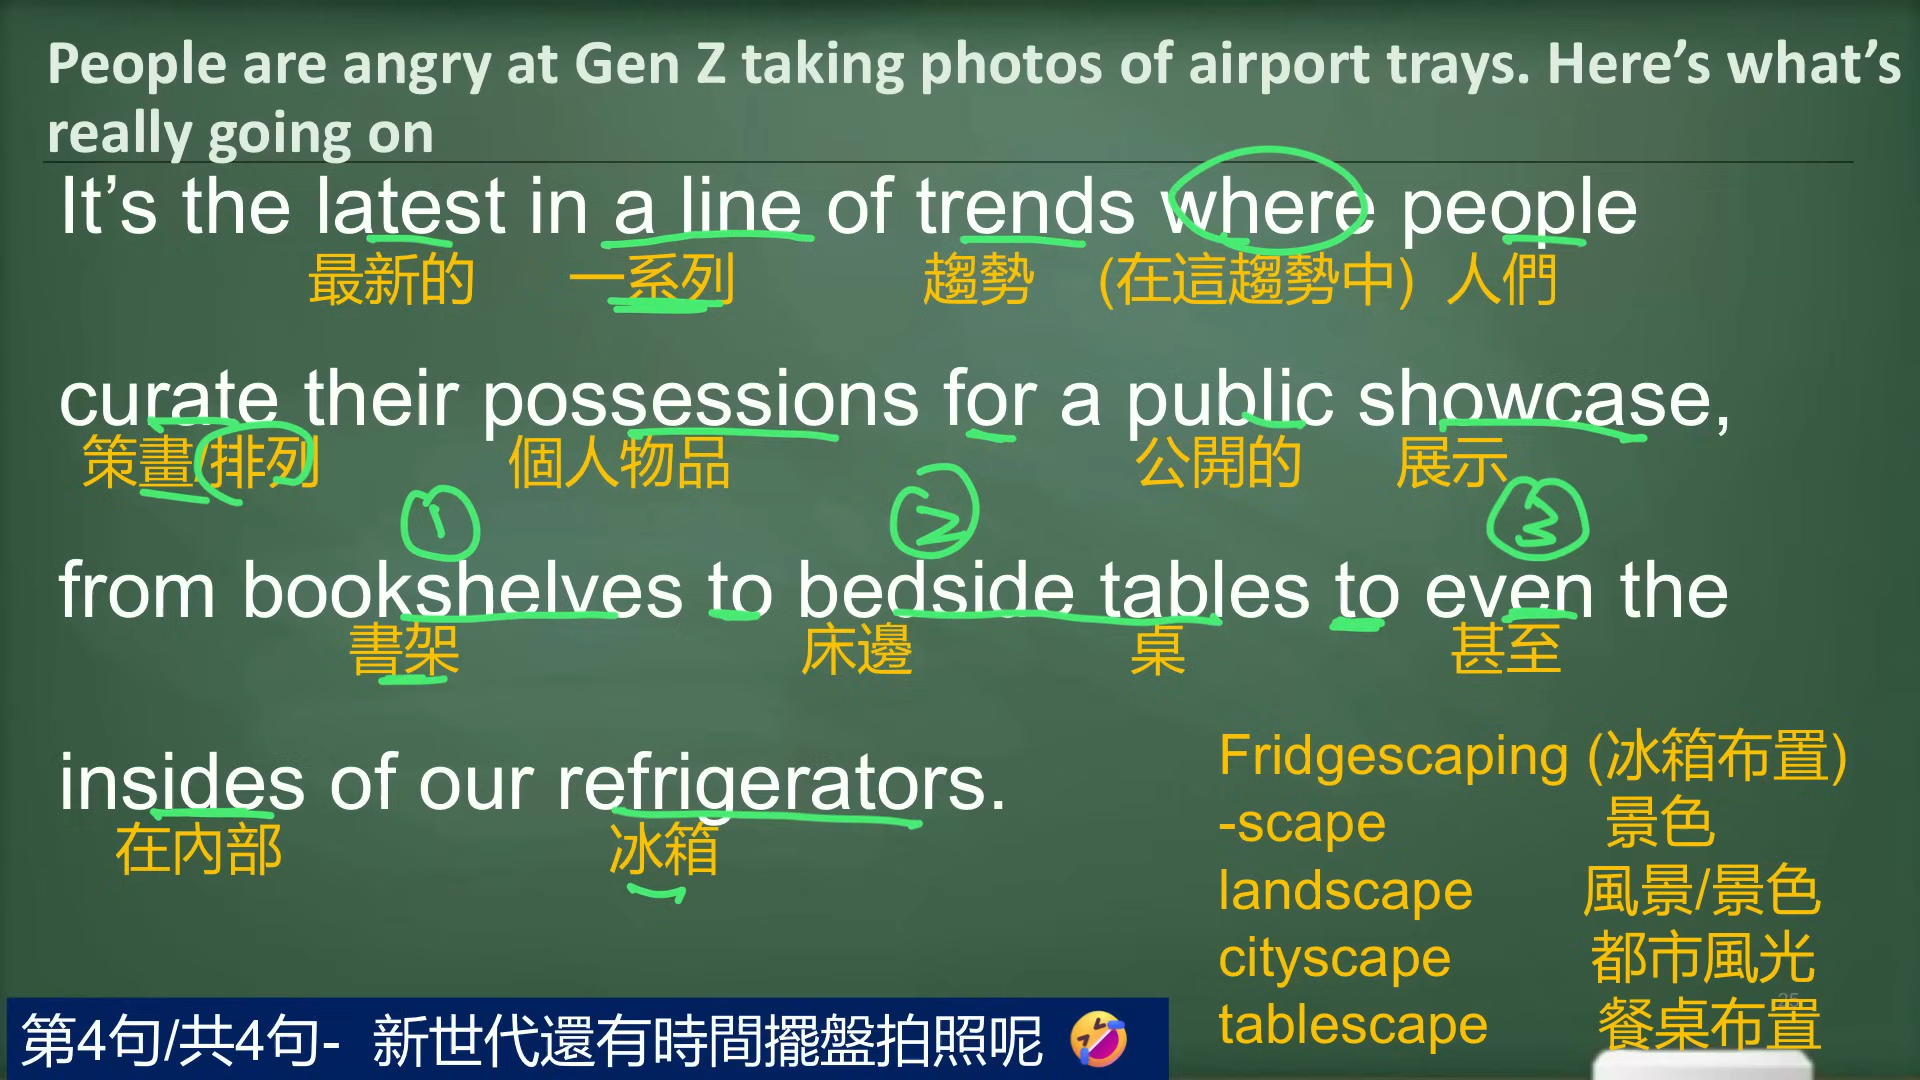 People are angry at Gen Z taking photos of airport trays. Here’s what’s
really going on
It’s the latest in a line of trends where people
最新的 一系列 趨勢 (在這趨勢中) 人們
curate their possessions for a public showcase,
策畫/排列 個人物品 公開的 展示
1 2 3
from bookshelves to bedside tables to even the
書架 床邊 桌 甚至
insides of our refrigerators.
在內部 冰箱
Fridgescaping (冰箱布置)
-scape 景色
landscape 風景/景色
cityscape 都市風光
25
tablescape 餐桌布置
第4句/共4句- 新世代還有時間擺盤拍照呢 🤣